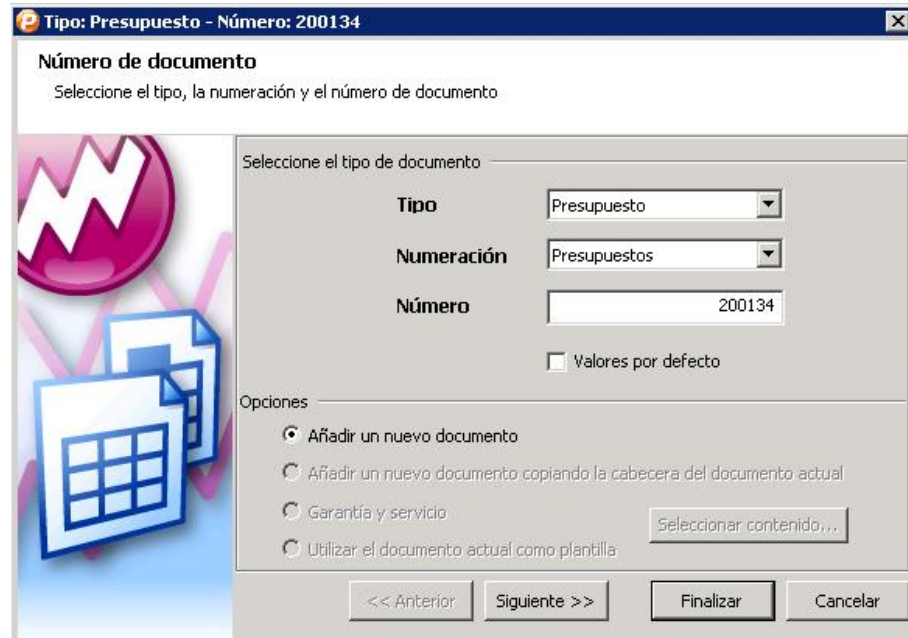 Tipo: Presupuesto - Número: 200134
Número de documento
Seleccione el tipo, la numeración y el número de documento
Seleccione el tipo de documento
Tipo Presupuesto
Numeración Presupuestos
Número 200134
Valores por defecto
Opciones
Añadir un nuevo documento
Añadir un nuevo documento copiando la cabecera del documento actual
Garantía y servicio Seleccionar contenido...
Utilizar el documento actual como plantilla
<< Anterior Siguiente >> Finalizar Cancelar